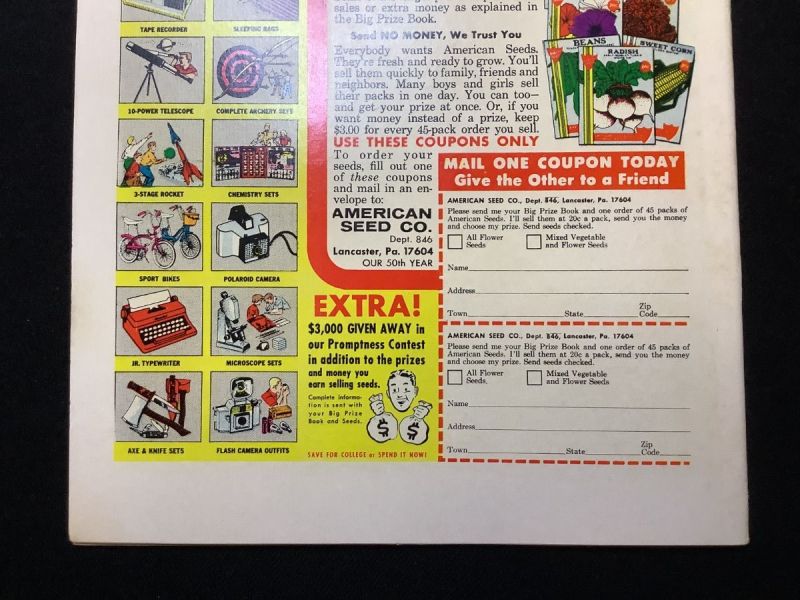 sales or extra money as explained in
the Big Prize Book.
Send NO MONEY, We Trust You
Everybody wants American Seeds.
They're fresh and ready to grow. You'll
sell them quickly to family, friends and
neighbors. Many boys and girls sell
their packs in one day. You can too—
and get your prize at once. Or, if you
want money instead of a prize, keep
$3.00 for every 45-pack order you sell.
USE THESE COUPONS ONLY
To order your
seeds, fill out one
of these coupons
and mail in an en-
velope to:
AMERICAN
SEED CO.
Dept. 846
Lancaster, Pa. 17604
OUR 50th YEAR
TAPE RECORDER
SLEEPING BAGS
10-POWER TELESCOPE
COMPLETE ARCHERY SETS
3-STAGE ROCKET
CHEMISTRY SETS
SPORT BIKES
POLAROID CAMERA
JR. TYPEWRITER
MICROSCOPE SETS
AXE & KNIFE SETS
FLASH CAMERA OUTFITS
EXTRA!
$3,000 GIVEN AWAY in
our Promptness Contest
in addition to the prizes
and money you
earn selling seeds.
Complete informa-
tion is sent with
your Big Prize
Book and Seeds.
$ $
SAVE FOR COLLEGE or SPEND IT NOW!
BEANS
RADISH
SWEET CORN
MAIL ONE COUPON TODAY
Give the Other to a Friend
AMERICAN SEED CO., Dept. 846, Lancaster, Pa. 17604
Please send me your Big Prize Book and one order of 45 packs of
American Seeds. I'll sell them at 20c a pack, send you the money
and choose my prize. Send seeds checked.
All Flower
Seeds
Mixed Vegetable
and Flower Seeds
Name
Address
Town State Zip Code
AMERICAN SEED CO., Dept. 846, Lancaster, Pa. 17604
Please send me your Big Prize Book and one order of 45 packs of
American Seeds. I'll sell them at 20c a pack, send you the money
and choose my prize. Send seeds checked.
All Flower
Seeds.
Mixed Vegetable
and Flower Seeds
Name
Address
Town State Zip Code